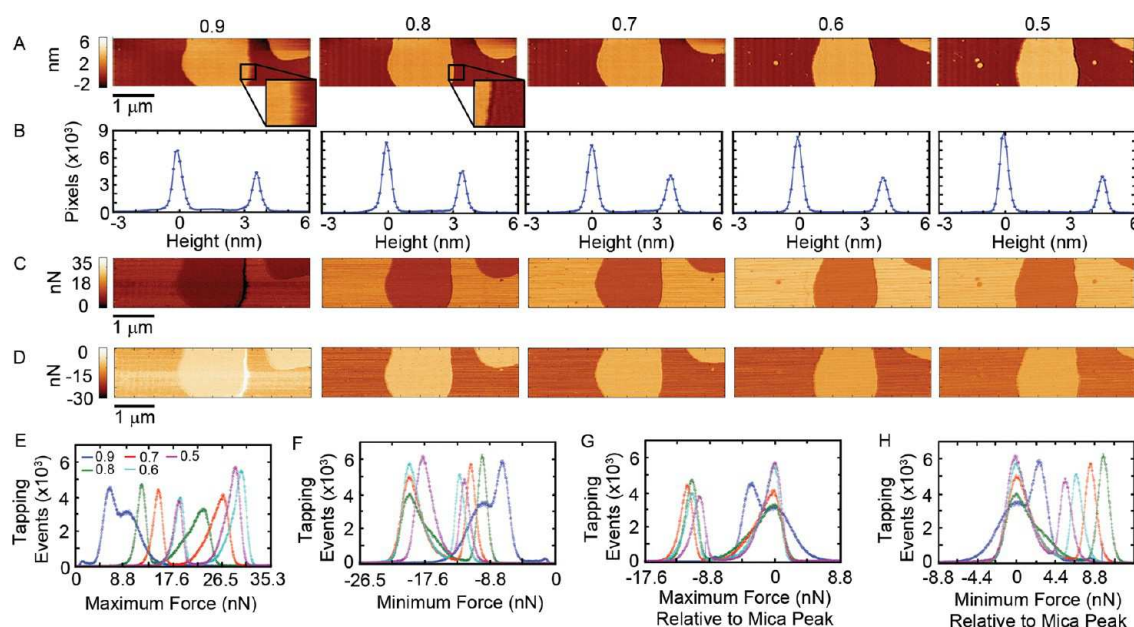 0.9 0.8 0.7 0.6 0.5
A
nm
6
2
-2
1 μm
B
Pixels (x10³)
9
6
3
0
-3 0 3 6 -3 0 3 6 -3 0 3 6 -3 0 3 6 -3 0 3 6
Height (nm) Height (nm) Height (nm) Height (nm) Height (nm)
C
nN
35
18
0
1 μm
D
nN
0
-15
-30
1 μm
E
Tapping
Events (x10³)
6
4
2
0
0.9 0.7 0.5
0.8 0.6
0 8.8 17.6 26.5 35.3
Maximum Force (nN)
F
Tapping
Events (x10³)
6
4
2
0
-26.5 -17.6 -8.8 0
Minimum Force (nN)
G
Tapping
Events (x10³)
6
4
2
0
-17.6 -8.8 0 8.8
Maximum Force (nN)
Relative to Mica Peak
H
Tapping
Events (x10³)
6
4
2
0
-8.8 -4.4 0 4.4 8.8
Minimum Force (nN)
Relative to Mica Peak